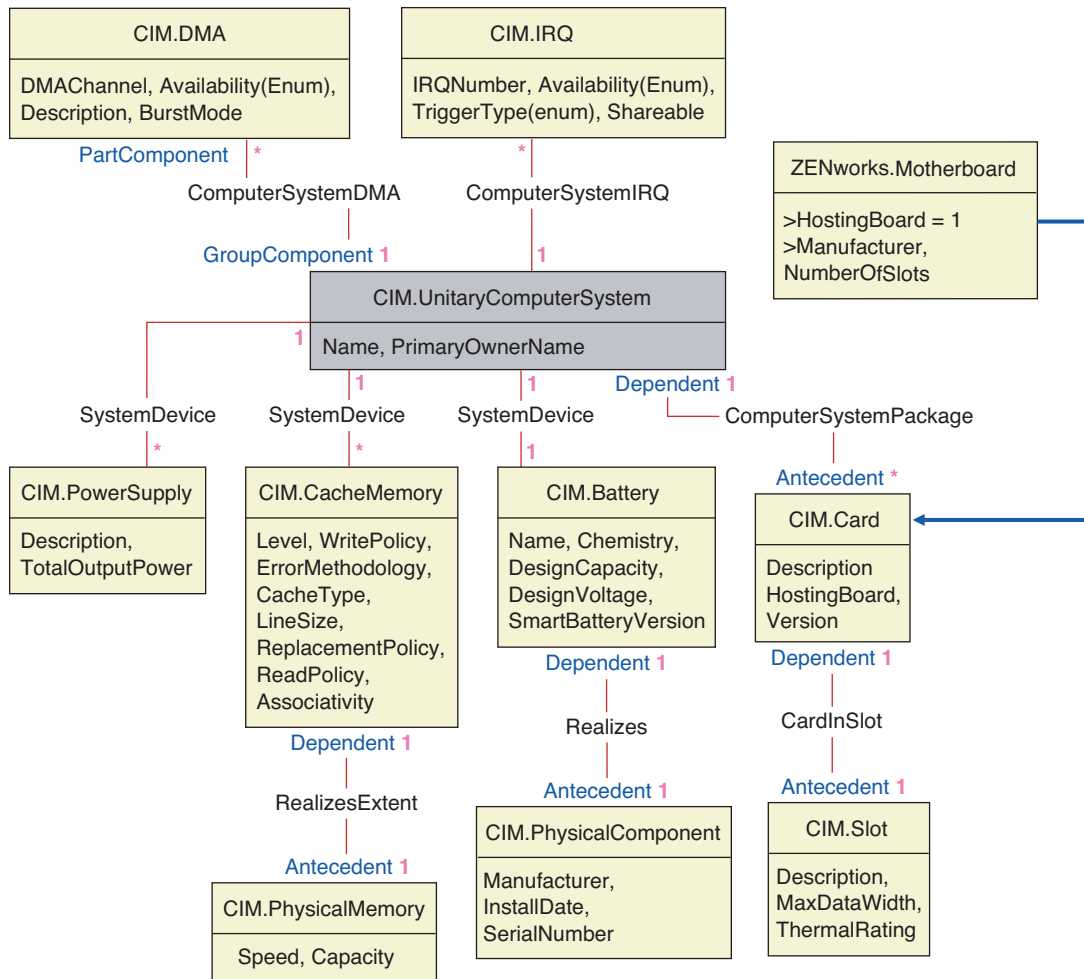 CIM.DMA
DMAChannel, Availability(Enum),
Description, BurstMode
CIM.IRQ
IRQNumber, Availability(Enum),
TriggerType(enum), Shareable
PartComponent *
*
ZENworks.Motherboard
>HostingBoard = 1
>Manufacturer,
NumberOfSlots
ComputerSystemDMA
ComputerSystemIRQ
GroupComponent 1
1
CIM.UnitaryComputerSystem
Name, PrimaryOwnerName
1
1
1
Dependent 1
SystemDevice
SystemDevice
SystemDevice
ComputerSystemPackage
*
*
1
Antecedent *
CIM.PowerSupply
Description,
TotalOutputPower
CIM.CacheMemory
Level, WritePolicy,
ErrorMethodology,
CacheType,
LineSize,
ReplacementPolicy,
ReadPolicy,
Associativity
CIM.Battery
Name, Chemistry,
DesignCapacity,
DesignVoltage,
SmartBatteryVersion
CIM.Card
Description
HostingBoard,
Version
Dependent 1
Dependent 1
Dependent 1
RealizesExtent
Realizes
CardInSlot
Antecedent 1
Antecedent 1
Antecedent 1
CIM.PhysicalMemory
Speed, Capacity
CIM.PhysicalComponent
Manufacturer,
InstallDate,
SerialNumber
CIM.Slot
Description,
MaxDataWidth,
ThermalRating